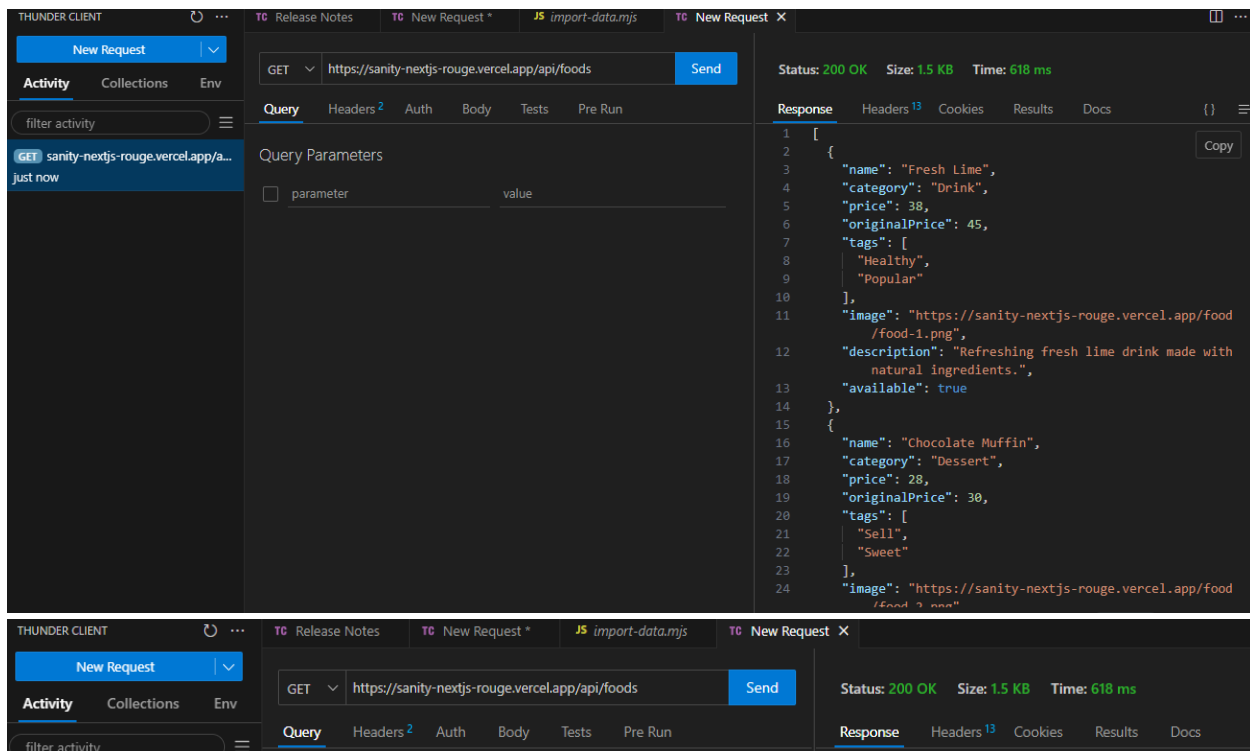 THUNDER CLIENT
TC Release Notes
TC New Request *
JS import-data.mjs
TC New Request
New Request
Activity Collections Env
filter activity
GET sanity-nextjs-rouge.vercel.app/a...
just now
GET https://sanity-nextjs-rouge.vercel.app/api/foods Send
Query Headers 2 Auth Body Tests Pre Run
Query Parameters
parameter value
Status: 200 OK Size: 1.5 KB Time: 618 ms
Response Headers 13 Cookies Results Docs {}
Copy
1 [
2 {
3 "name": "Fresh Lime",
4 "category": "Drink",
5 "price": 38,
6 "originalPrice": 45,
7 "tags": [
8 "Healthy",
9 "Popular"
10 ],
11 "image": "https://sanity-nextjs-rouge.vercel.app/food
/food-1.png",
12 "description": "Refreshing fresh lime drink made with
natural ingredients.",
13 "available": true
14 },
15 {
16 "name": "Chocolate Muffin",
17 "category": "Dessert",
18 "price": 28,
19 "originalPrice": 30,
20 "tags": [
21 "Sell",
22 "Sweet"
23 ],
24 "image": "https://sanity-nextjs-rouge.vercel.app/food
/food-2.png"
THUNDER CLIENT
TC Release Notes
TC New Request *
JS import-data.mjs
TC New Request
New Request
Activity Collections Env
filter activity
GET https://sanity-nextjs-rouge.vercel.app/api/foods Send
Query Headers 2 Auth Body Tests Pre Run
Status: 200 OK Size: 1.5 KB Time: 618 ms
Response Headers 13 Cookies Results Docs